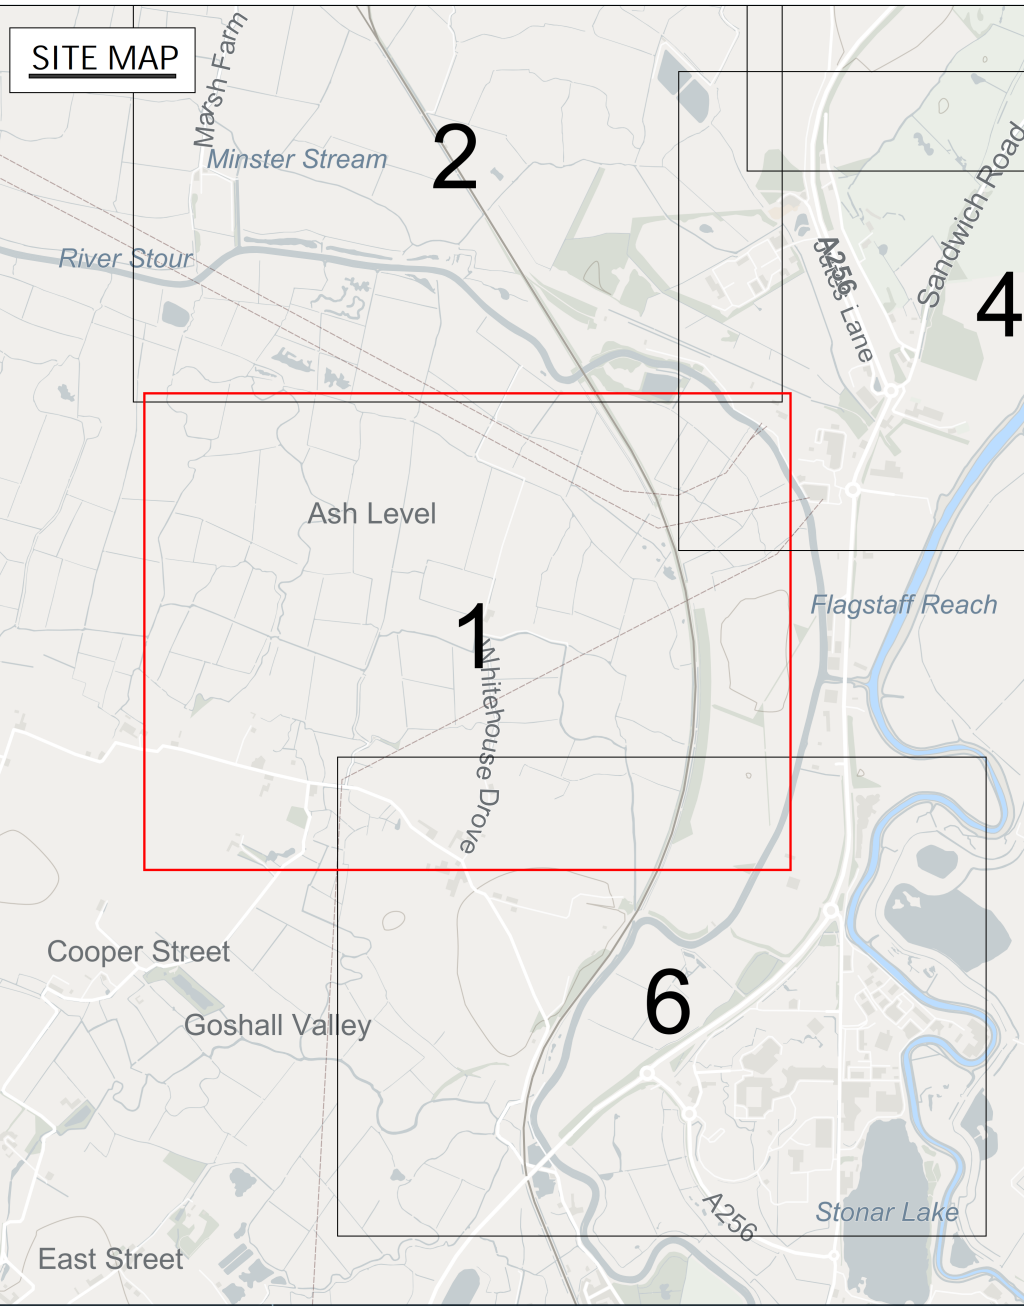 SITE MAP
Marsh Farm
Minster Stream
2
Sandwich Road
River Stour
A256
Jutes Lane
4
Ash Level
1
Flagstaff Reach
Whitehouse Drove
Cooper Street
6
Goshall Valley
A256
Stonar Lake
East Street